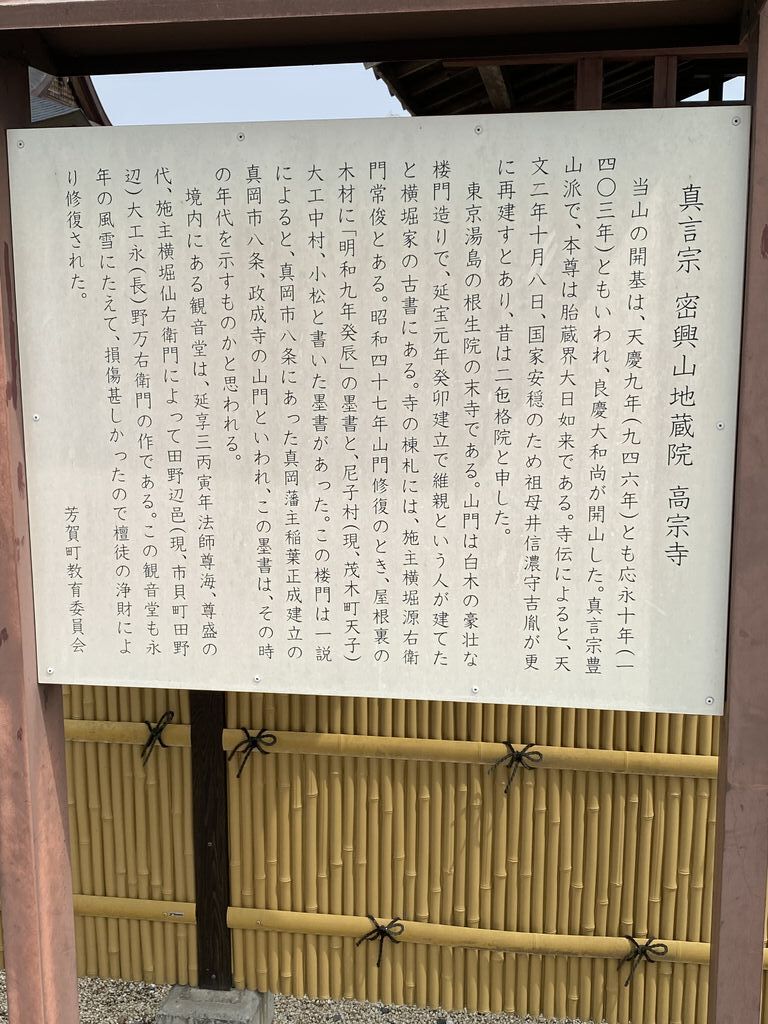 真言宗 密興山地蔵院 高宗寺
当山の開基は、天慶九年(九四六年)とも応永十年(一
四〇三年)ともいわれ、良慶大和尚が開山した。真言宗豊
山派で、本尊は胎蔵界大日如来である。寺伝によると、天
文二年十月八日、国家安穏のため祖母井信濃守吉胤が更
に再建すとあり、昔は二色格院と申した。
東京湯島の根生院の末寺である。山門は白木の豪壮な
楼門造りで、延宝元年癸卯建立で維親という人が建てた
と横堀家の古書にある。寺の棟札には、施主横堀源右衛
門常俊とある。昭和四十七年山門修復のとき、屋根裏の
木材に「明和九年癸辰」の墨書と、尼子村(現、茂木町天子)
大工中村、小松と書いた墨書があった。この楼門は一説
によると、真岡市八条にあった真岡藩主稲葉正成建立の
真岡市八条、政成寺の山門といわれ、この墨書は、その時
の年代を示すものかと思われる。
境内にある観音堂は、延享三丙寅年法師尊海、尊盛の
代、施主横堀仙右衛門によって田野辺邑(現、市貝町田野
辺)大工永(長)野万右衛門の作である。この観音堂も永
年の風雪にたえて、損傷甚しかったので檀徒の浄財によ
り修復された。
芳賀町教育委員会